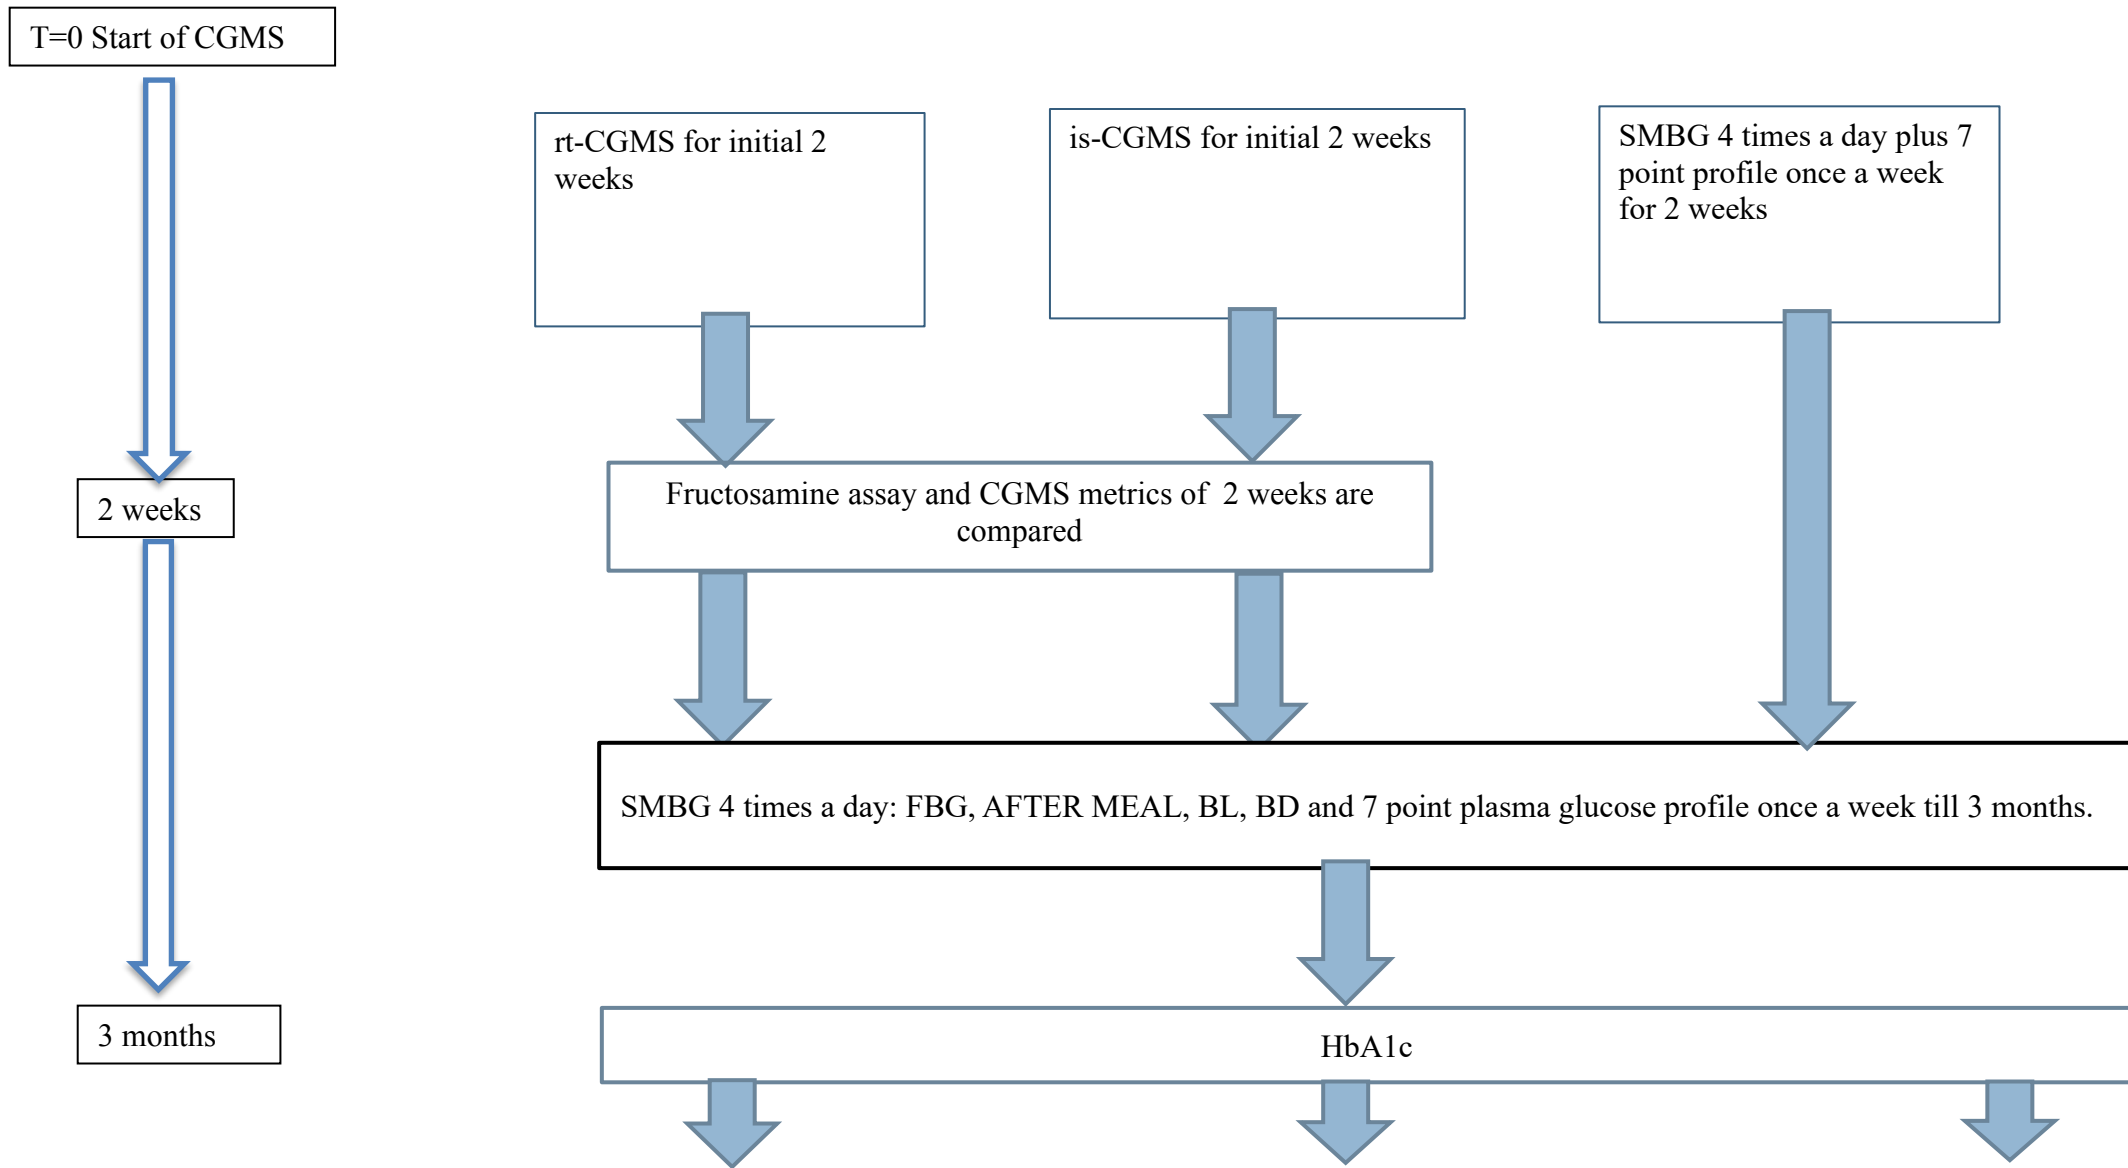 T=0 Start of CGMS
rt-CGMS for initial 2
weeks
is-CGMS for initial 2 weeks
SMBG 4 times a day plus 7
point profile once a week
for 2 weeks
2 weeks
Fructosamine assay and CGMS metrics of 2 weeks are
compared
SMBG 4 times a day: FBG, AFTER MEAL, BL, BD and 7 point plasma glucose profile once a week till 3 months.
3 months
HbA1c